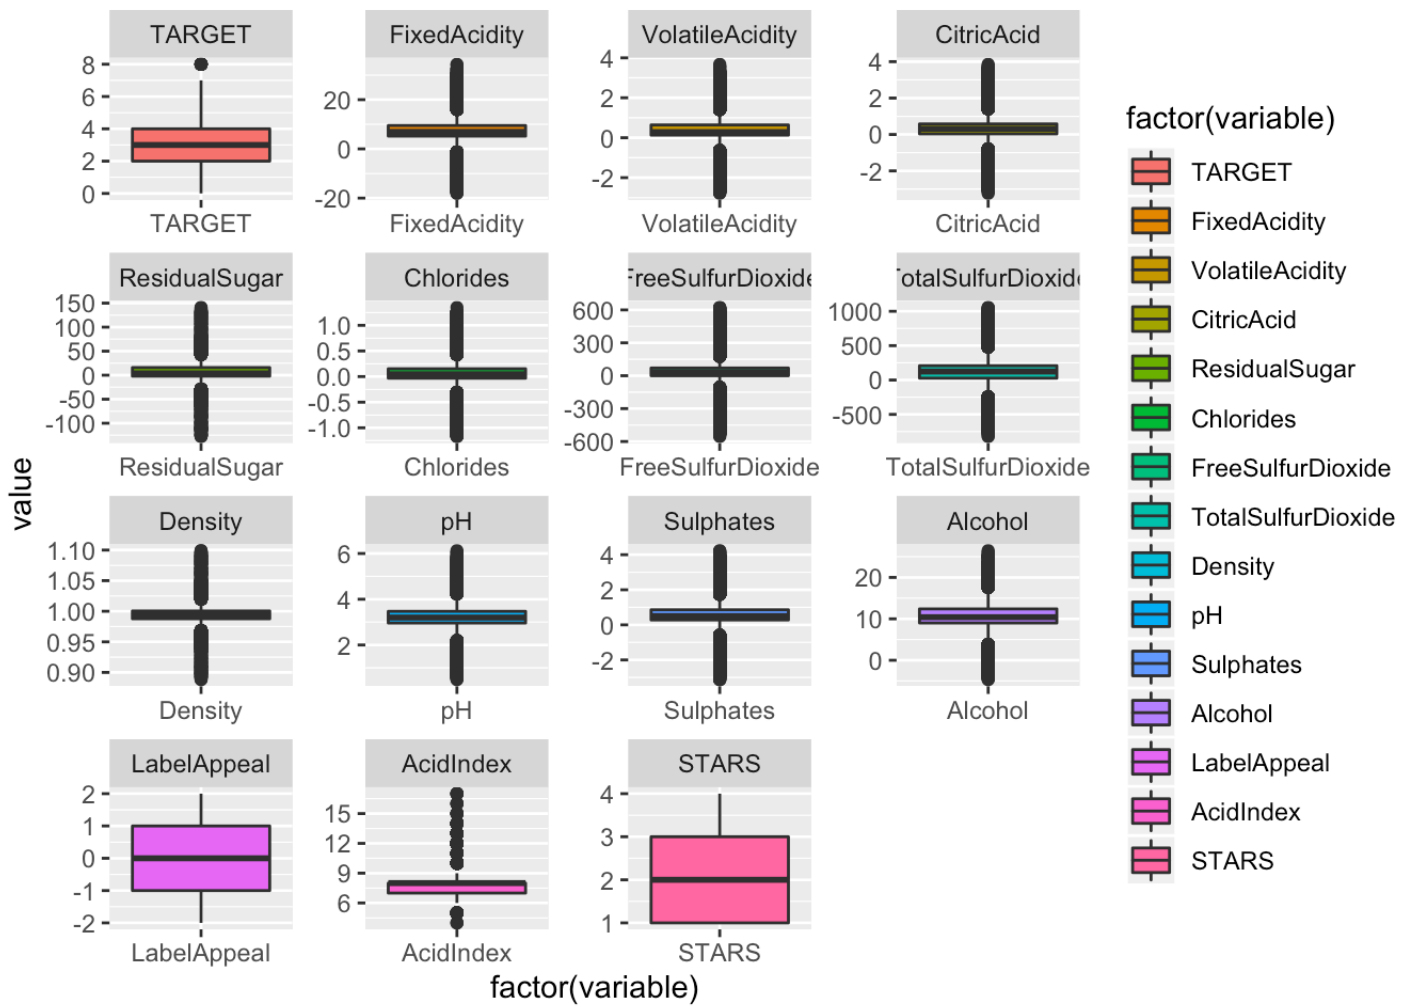 TARGET
FixedAcidity
VolatileAcidity
CitricAcid
8
6
4
2
0
20
0
-20
4
2
0
-2
4
2
0
-2
TARGET
FixedAcidity
VolatileAcidity
CitricAcid
ResidualSugar
Chlorides
FreeSulfurDioxide
TotalSulfurDioxide
150
100
50
0
-50
-100
1.0
0.5
0.0
-0.5
-1.0
600
300
0
-300
-600
1000
500
0
-500
ResidualSugar
Chlorides
FreeSulfurDioxide
TotalSulfurDioxide
value
Density
pH
Sulphates
Alcohol
1.10
1.05
1.00
0.95
0.90
6
4
2
4
2
0
-2
20
10
0
Density
pH
Sulphates
Alcohol
LabelAppeal
AcidIndex
STARS
2
1
0
-1
-2
15
12
9
6
4
3
2
1
LabelAppeal
AcidIndex
STARS
factor(variable)
factor(variable)
TARGET
FixedAcidity
VolatileAcidity
CitricAcid
ResidualSugar
Chlorides
FreeSulfurDioxide
TotalSulfurDioxide
Density
pH
Sulphates
Alcohol
LabelAppeal
AcidIndex
STARS